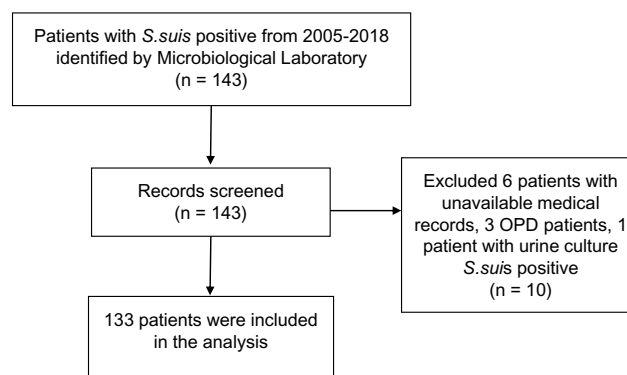 Patients with S.suis positive from 2005-2018
identified by Microbiological Laboratory
(n = 143)
Records screened
(n = 143)
Excluded 6 patients with
unavailable medical
records, 3 OPD patients, 1
patient with urine culture
S.suis positive
(n = 10)
133 patients were included
in the analysis